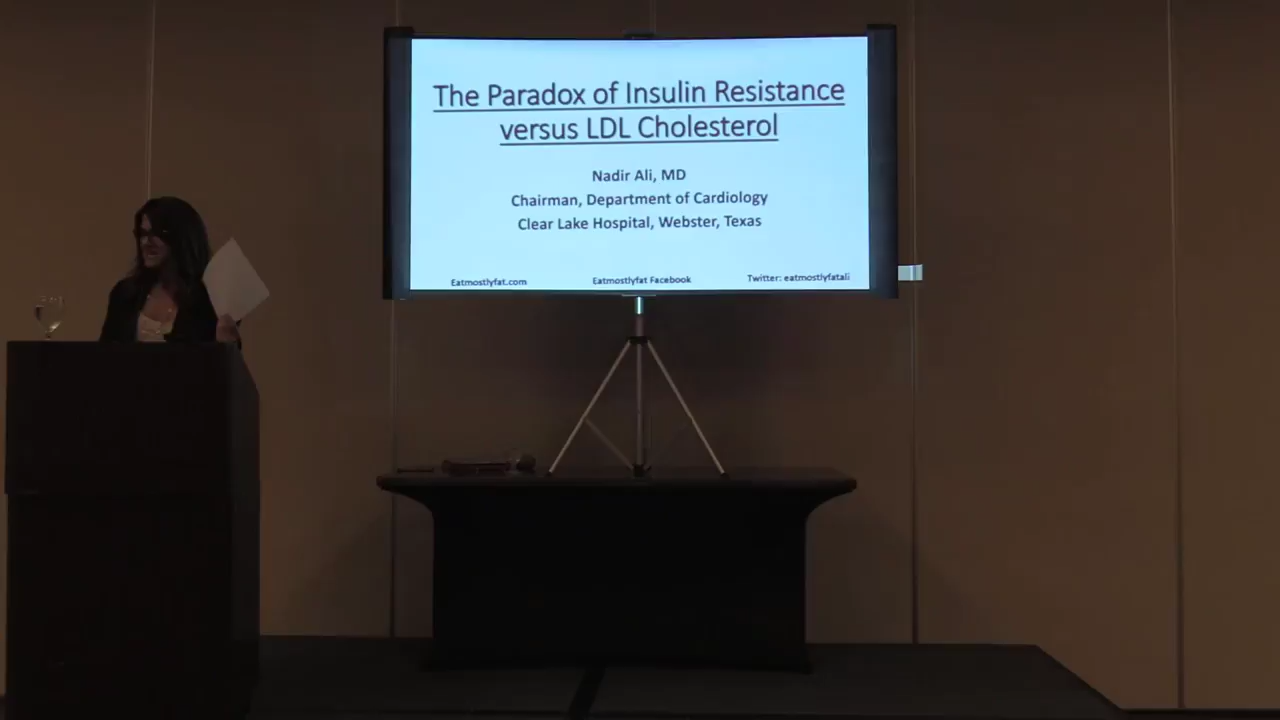 The Paradox of Insulin Resistance
versus LDL Cholesterol
Nadir Ali, MD
Chairman, Department of Cardiology
Clear Lake Hospital, Webster, Texas
Eatmostlyfat.com Eatmostlyfat Facebook Twitter: eatmostlyfatali